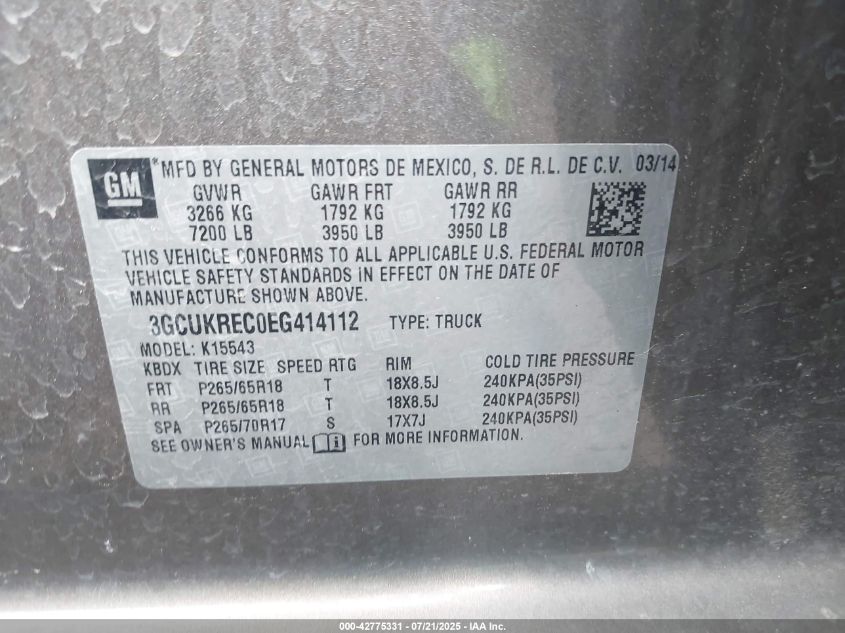 GM
*MFD BY GENERAL MOTORS DE MEXICO, S. DE R.L. DE C.V. 03/14
GVWR GAWR FRT GAWR RR
3266 KG 1792 KG 1792 KG
7200 LB 3950 LB 3950 LB
THIS VEHICLE CONFORMS TO ALL APPLICABLE U.S. FEDERAL MOTOR
VEHICLE SAFETY STANDARDS IN EFFECT ON THE DATE OF
MANUFACTURE SHOWN ABOVE.
3GCUKREC0EG414112 TYPE: TRUCK
MODEL: K15543
KBDX TIRE SIZE SPEED RTG RIM COLD TIRE PRESSURE
FRT P265/65R18 T 18X8.5J 240KPA(35PSI)
RR P265/65R18 T 18X8.5J 240KPA(35PSI)
SPA P265/70R17 S 17X7J 240KPA(35PSI)
SEE OWNER'S MANUAL i FOR MORE INFORMATION.
000-42775331 - 07/21/2025 - IAA Inc.